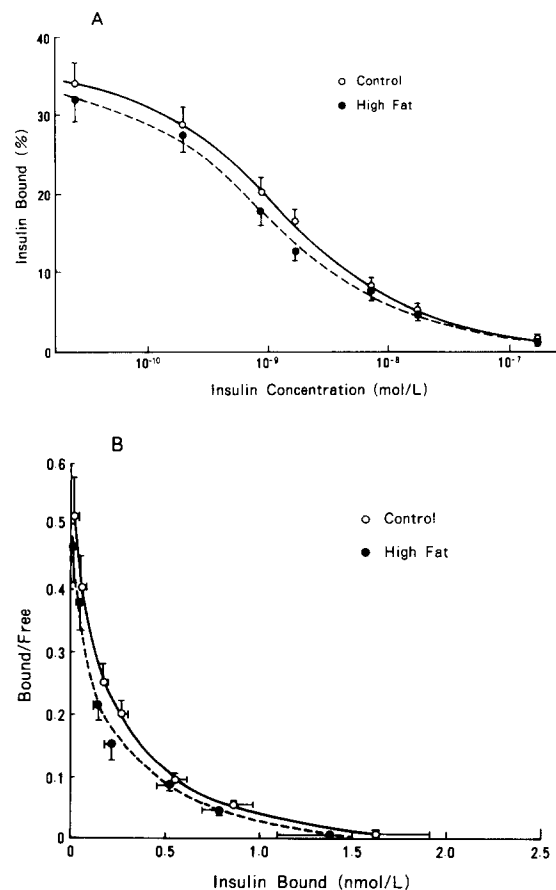 A
40
30
20
10
0
Insulin Bound (%)
Control
High Fat
10⁻¹⁰
10⁻⁹
10⁻⁸
10⁻⁷
Insulin Concentration (mol/L)
B
0.6
0.5
0.4
0.3
0.2
0.1
0
Bound/Free
Control
High Fat
0
0.5
1.0
1.5
2.0
2.5
Insulin Bound (nmol/L)